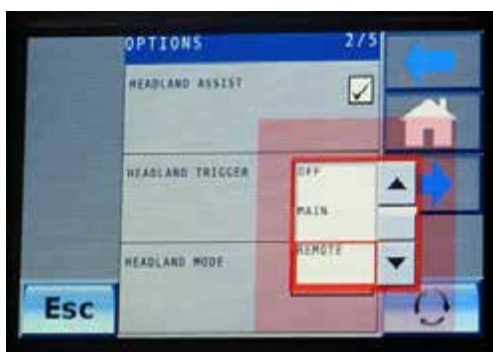 OPTIONS 2/5
HEADLAND ASSIST
HEADLAND TRIGGER
OFF
MAIN
REMOTE
HEADLAND MODE
Esc